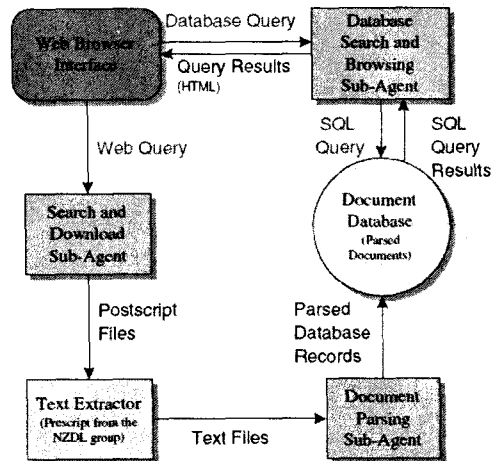 Web Browser
Interface
Database Query
Query Results
(HTML)
Database
Search and
Browsing
Sub-Agent
Web Query
SQL
Query
SQL
Query
Results
Search and
Download
Sub-Agent
Document
Database
(Parsed
Documents)
Postscript
Files
Parsed
Database
Records
Text Extractor
(Prescript from the
NZDL group)
Text Files
Document
Parsing
Sub-Agent